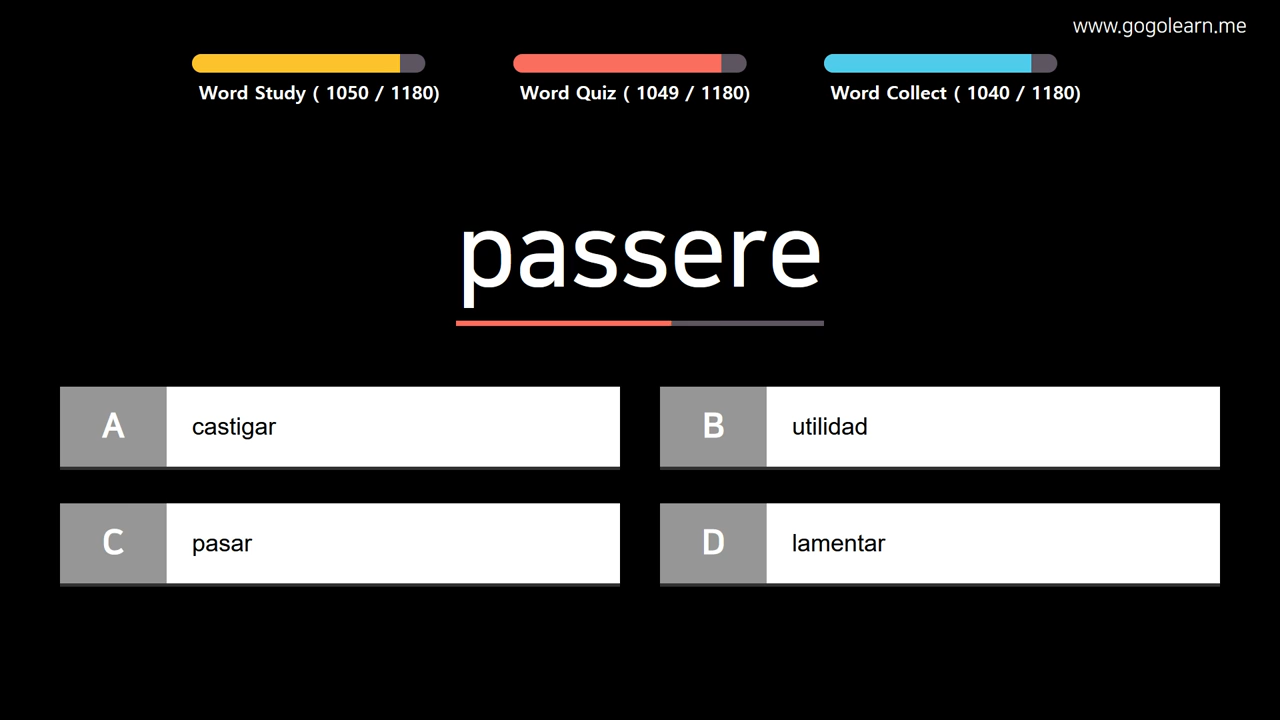 www.gogolearn.me
Word Study ( 1050 / 1180)
Word Quiz ( 1049 / 1180)
Word Collect ( 1040 / 1180)
passere
A castigar
B utilidad
C pasar
D lamentar